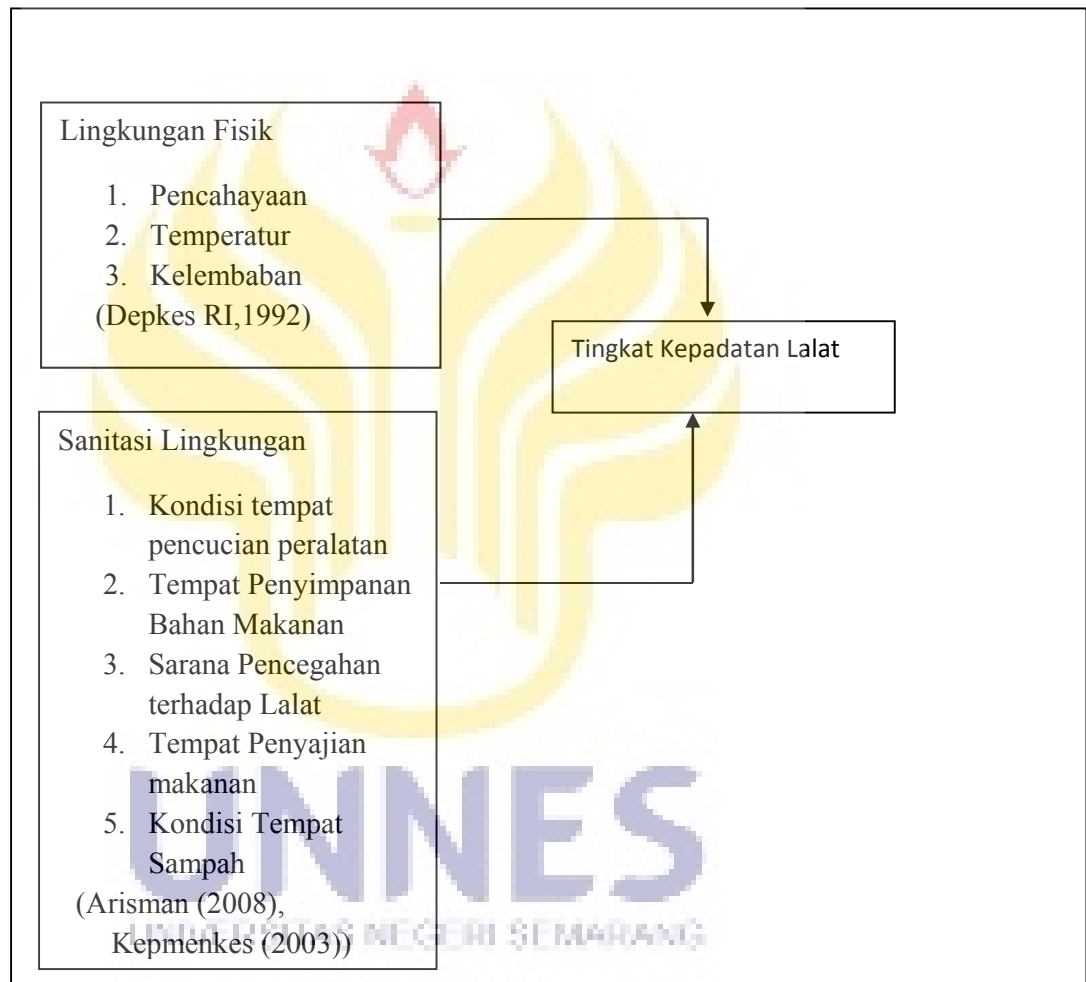 Lingkungan Fisik
1. Pencahayaan
2. Temperatur
3. Kelembaban
(Depkes RI,1992)
Tingkat Kepadatan Lalat
Sanitasi Lingkungan
1. Kondisi tempat
pencucian peralatan
2. Tempat Penyimpanan
Bahan Makanan
3. Sarana Pencegahan
terhadap Lalat
4. Tempat Penyajian
makanan
5. Kondisi Tempat
Sampah
(Arisman (2008),
Kepmenkes (2003))
UNNES
UNIVERSITAS NEGERI SEMARANG